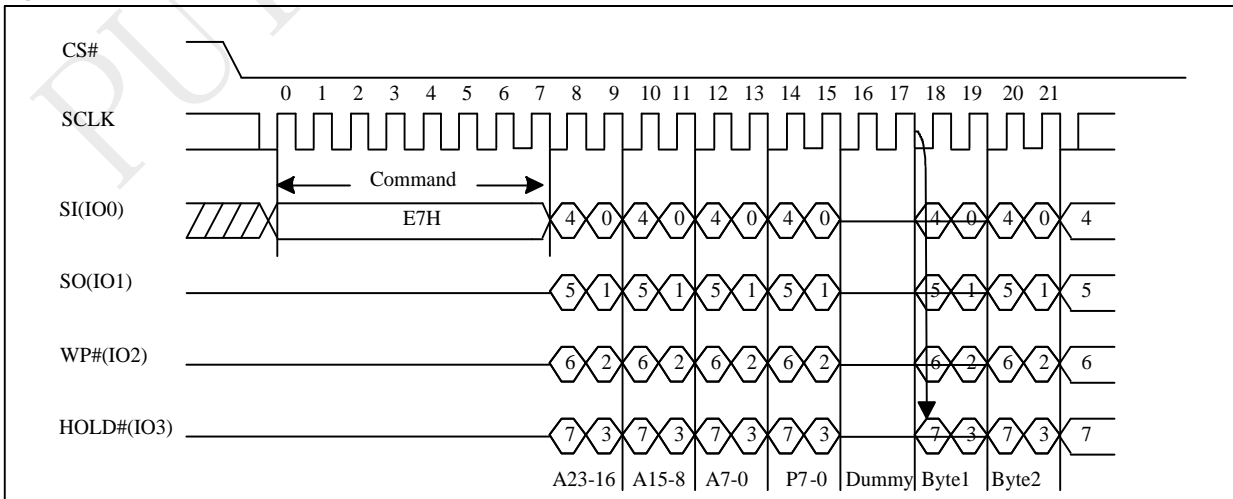 CS#
0 1 2 3 4 5 6 7 8 9 10 11 12 13 14 15 16 17 18 19 20 21
SCLK
Command
SI(IO0) E7H 4 0 4 0 4 0 4 0 4 0 4 0 4
SO(IO1) 5 1 5 1 5 1 5 1 5 1 5 1 5
WP#(IO2) 6 2 6 2 6 2 6 2 6 2 6 2 6
HOLD#(IO3) 7 3 7 3 7 3 7 3 7 3 7 3 7
A23-16 A15-8 A7-0 P7-0 Dummy Byte1 Byte2